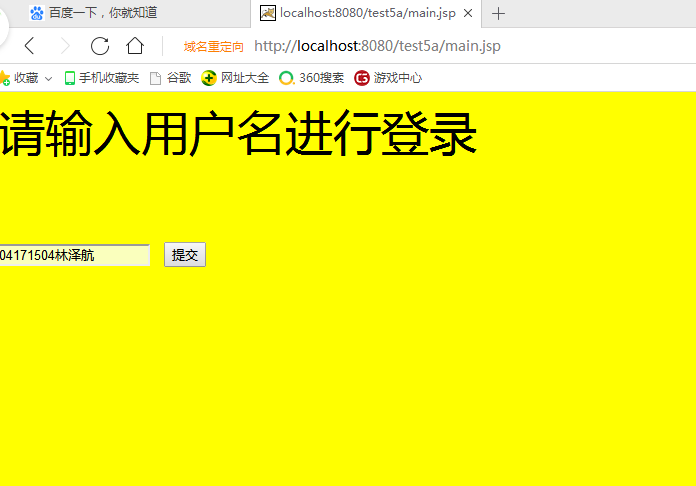 百度一下，你就知道
localhost:8080/test5a/main.jsp
域名重定向 http://localhost:8080/test5a/main.jsp
收藏 手机收藏夹 谷歌 网址大全 360搜索 游戏中心
请输入用户名进行登录
04171504林泽航 提交